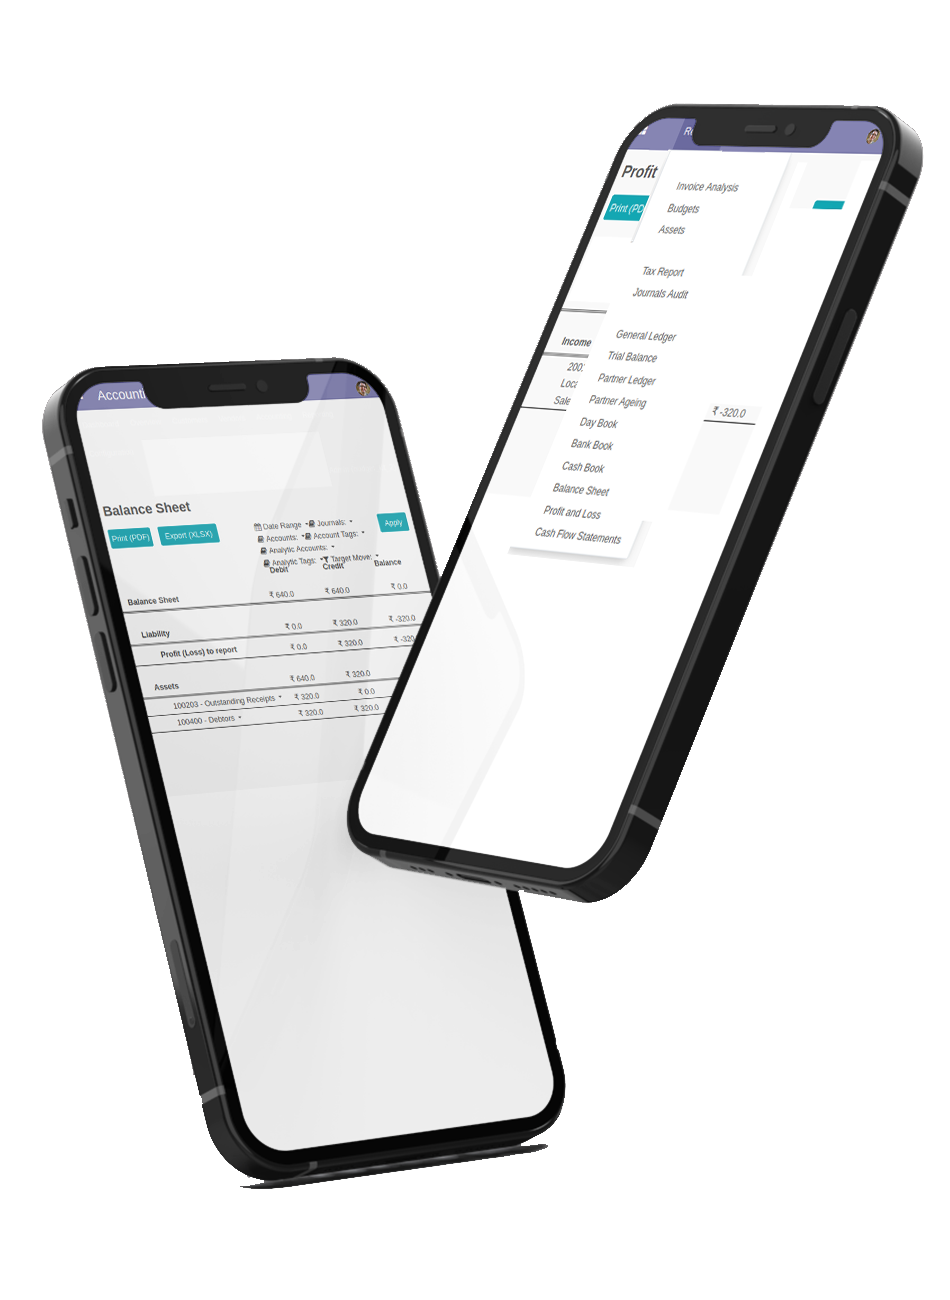 Accounti
Balance Sheet
Print (PDF) Export (XLSX)
Date Range Journals: Apply
Accounts: Account Tags:
Analytic Accounts:
Analytic Tags: Target Move:
Debit Credit Balance
Balance Sheet ₹ 640.0 ₹ 640.0 ₹ 0.0
Liability ₹ 0.0 ₹ 320.0 ₹ -320.0
Profit (Loss) to report ₹ 0.0 ₹ 320.0 ₹ -320
Assets ₹ 640.0 ₹ 320.0
100203 - Outstanding Receipts ₹ 320.0 ₹ 0.0
100400 - Debtors ₹ 320.0 ₹ 320.0
Profit
Print (PD
Invoice Analysis
Budgets
Assets
Tax Report
Journals Audit
General Ledger
Trial Balance
Partner Ledger
Partner Ageing
Day Book
Bank Book
Cash Book
Balance Sheet
Profit and Loss
Cash Flow Statements
Income
200
Loc
Sale
₹ -320.0